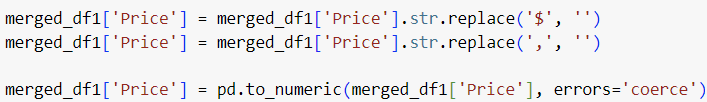 merged_df1['Price'] = merged_df1['Price'].str.replace('$', '')
merged_df1['Price'] = merged_df1['Price'].str.replace(',', '')
merged_df1['Price'] = pd.to_numeric(merged_df1['Price'], errors='coerce')